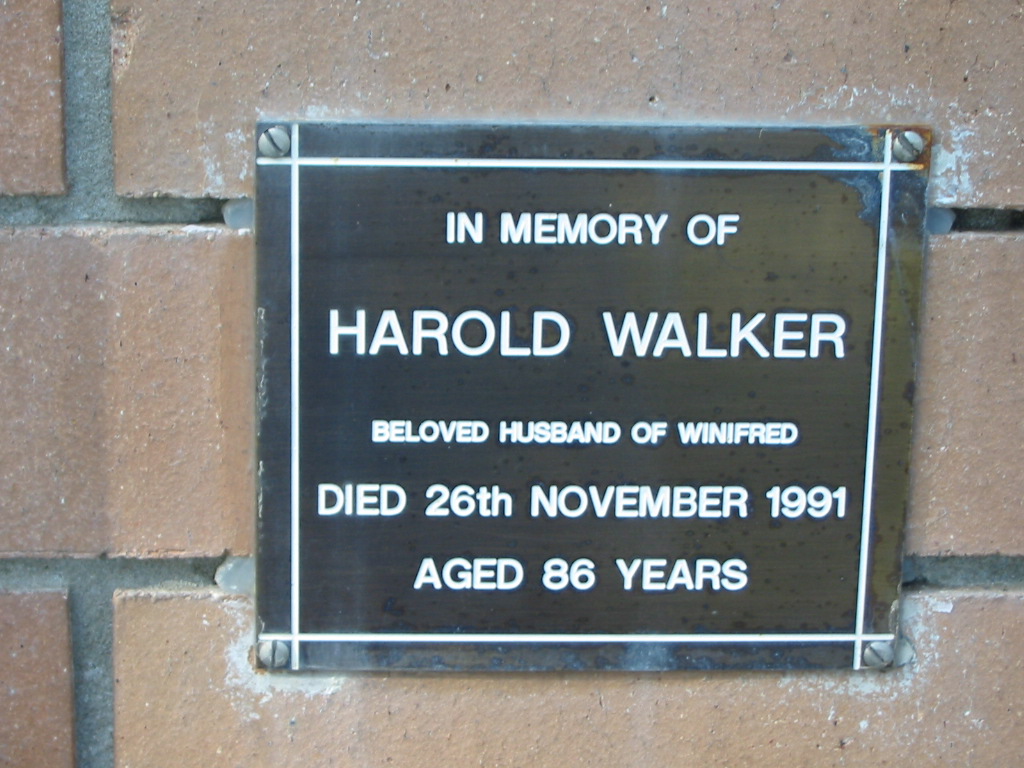 IN MEMORY OF
HAROLD WALKER
BELOVED HUSBAND OF WINIFRED
DIED 26th NOVEMBER 1991
AGED 86 YEARS